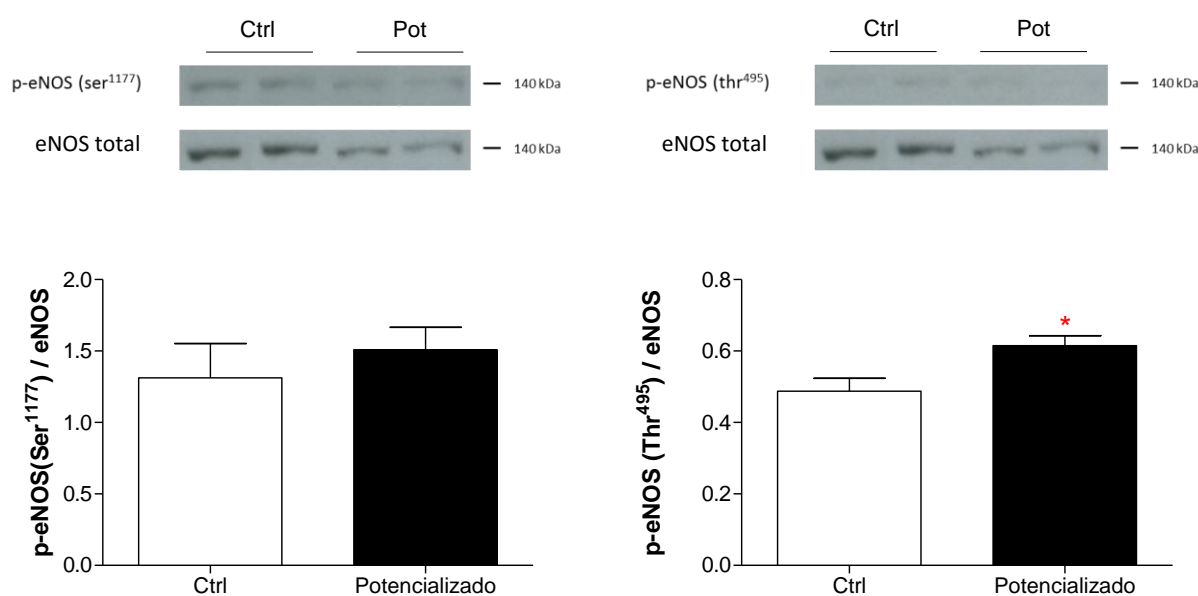 Ctrl Pot
p-eNOS (ser1177) 140 kDa
eNOS total 140 kDa
Ctrl Pot
p-eNOS (thr495) 140 kDa
eNOS total 140 kDa
p-eNOS(Ser1177) / eNOS
2.0
1.5
1.0
0.5
0.0
Ctrl Potencializado
p-eNOS (Thr495) / eNOS
0.8
0.6
0.4
0.2
0.0
*
Ctrl Potencializado